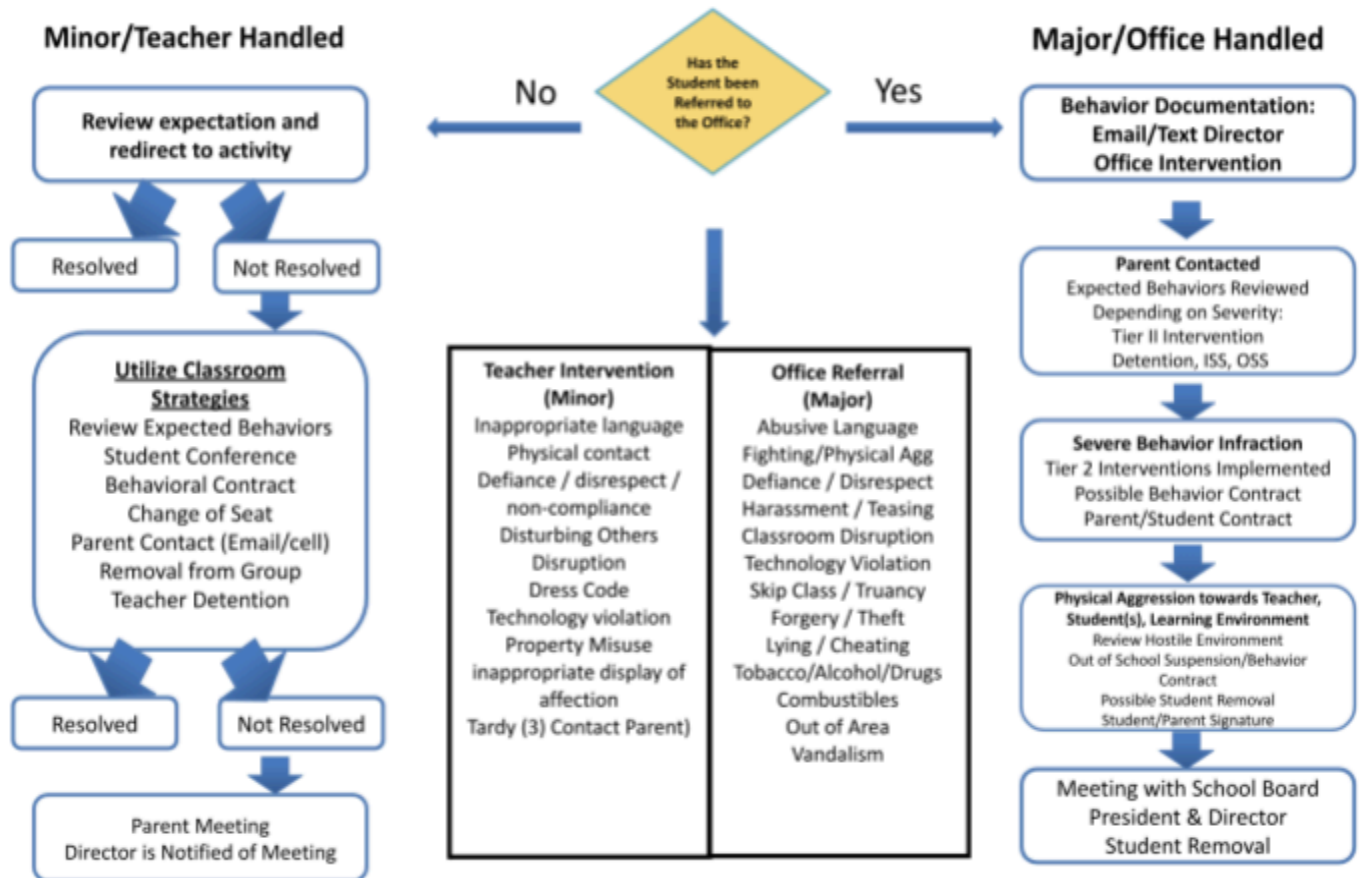 Minor/Teacher Handled
Review expectation and
redirect to activity
Resolved
Not Resolved
Utilize Classroom
Strategies
Review Expected Behaviors
Student Conference
Behavioral Contract
Change of Seat
Parent Contact (Email/cell)
Removal from Group
Teacher Detention
Resolved
Not Resolved
Parent Meeting
Director is Notified of Meeting
Has the
Student been
Referred to
the Office?
No
Yes
Teacher Intervention
(Minor)
Inappropriate language
Physical contact
Defiance / disrespect /
non-compliance
Disturbing Others
Disruption
Dress Code
Technology violation
Property Misuse
inappropriate display of
affection
Tardy (3) Contact Parent)
Office Referral
(Major)
Abusive Language
Fighting/Physical Agg
Defiance / Disrespect
Harassment / Teasing
Classroom Disruption
Technology Violation
Skip Class / Truancy
Forgery / Theft
Lying / Cheating
Tobacco/Alcohol/Drugs
Combustibles
Out of Area
Vandalism
Major/Office Handled
Behavior Documentation:
Email/Text Director
Office Intervention
Parent Contacted
Expected Behaviors Reviewed
Depending on Severity:
Tier II Intervention
Detention, ISS, OSS
Severe Behavior Infraction
Tier 2 Interventions Implemented
Possible Behavior Contract
Parent/Student Contract
Physical Aggression towards Teacher,
Student(s), Learning Environment
Review Hostile Environment
Out of School Suspension/Behavior
Contract
Possible Student Removal
Student/Parent Signature
Meeting with School Board
President & Director
Student Removal